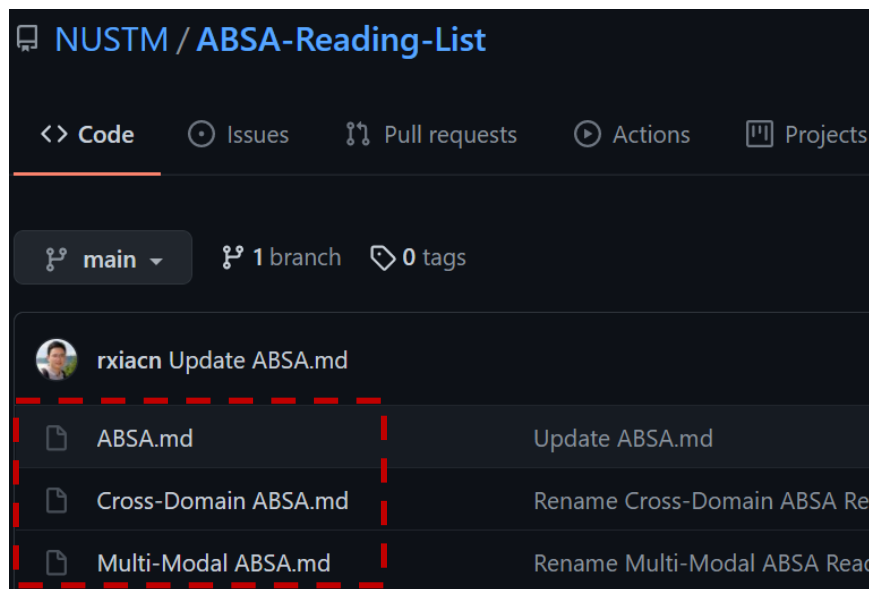 NUSTM / ABSA-Reading-List
<> Code Issues Pull requests Actions Projects
main 1 branch 0 tags
rxiacn Update ABSA.md
ABSA.md Update ABSA.md
Cross-Domain ABSA.md Rename Cross-Domain ABSA Re
Multi-Modal ABSA.md Rename Multi-Modal ABSA Read